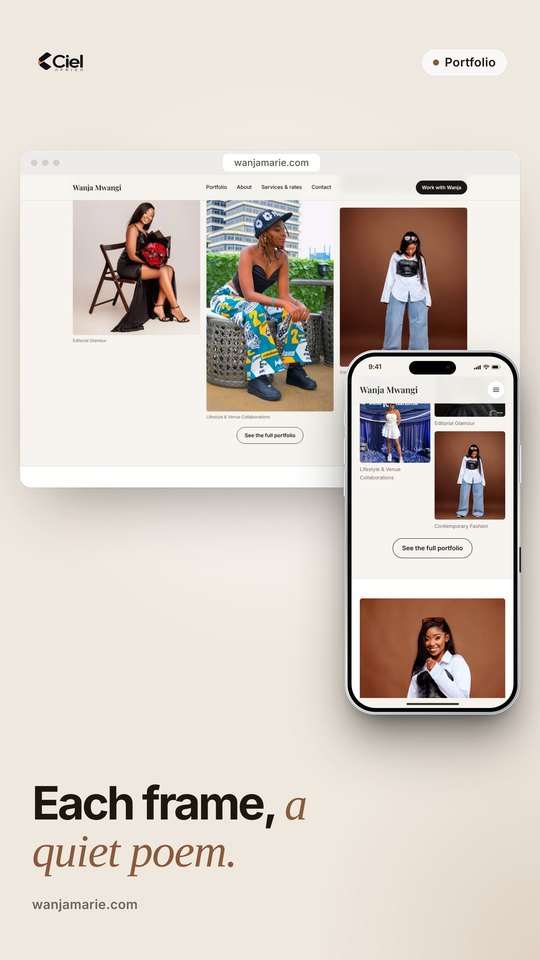 Ciel
AFRICA
Portfolio
wanjamarie.com
Wanja Mwangi
Portfolio
About
Services & rates
Contact
Work with Wanja
Editorial Glamour
Lifestyle & Venue Collaborations
See the full portfolio
9:41
Wanja Mwangi
Editorial Glamour
Lifestyle & Venue
Collaborations
Contemporary Fashion
See the full portfolio
Each frame, a
quiet poem.
wanjamarie.com